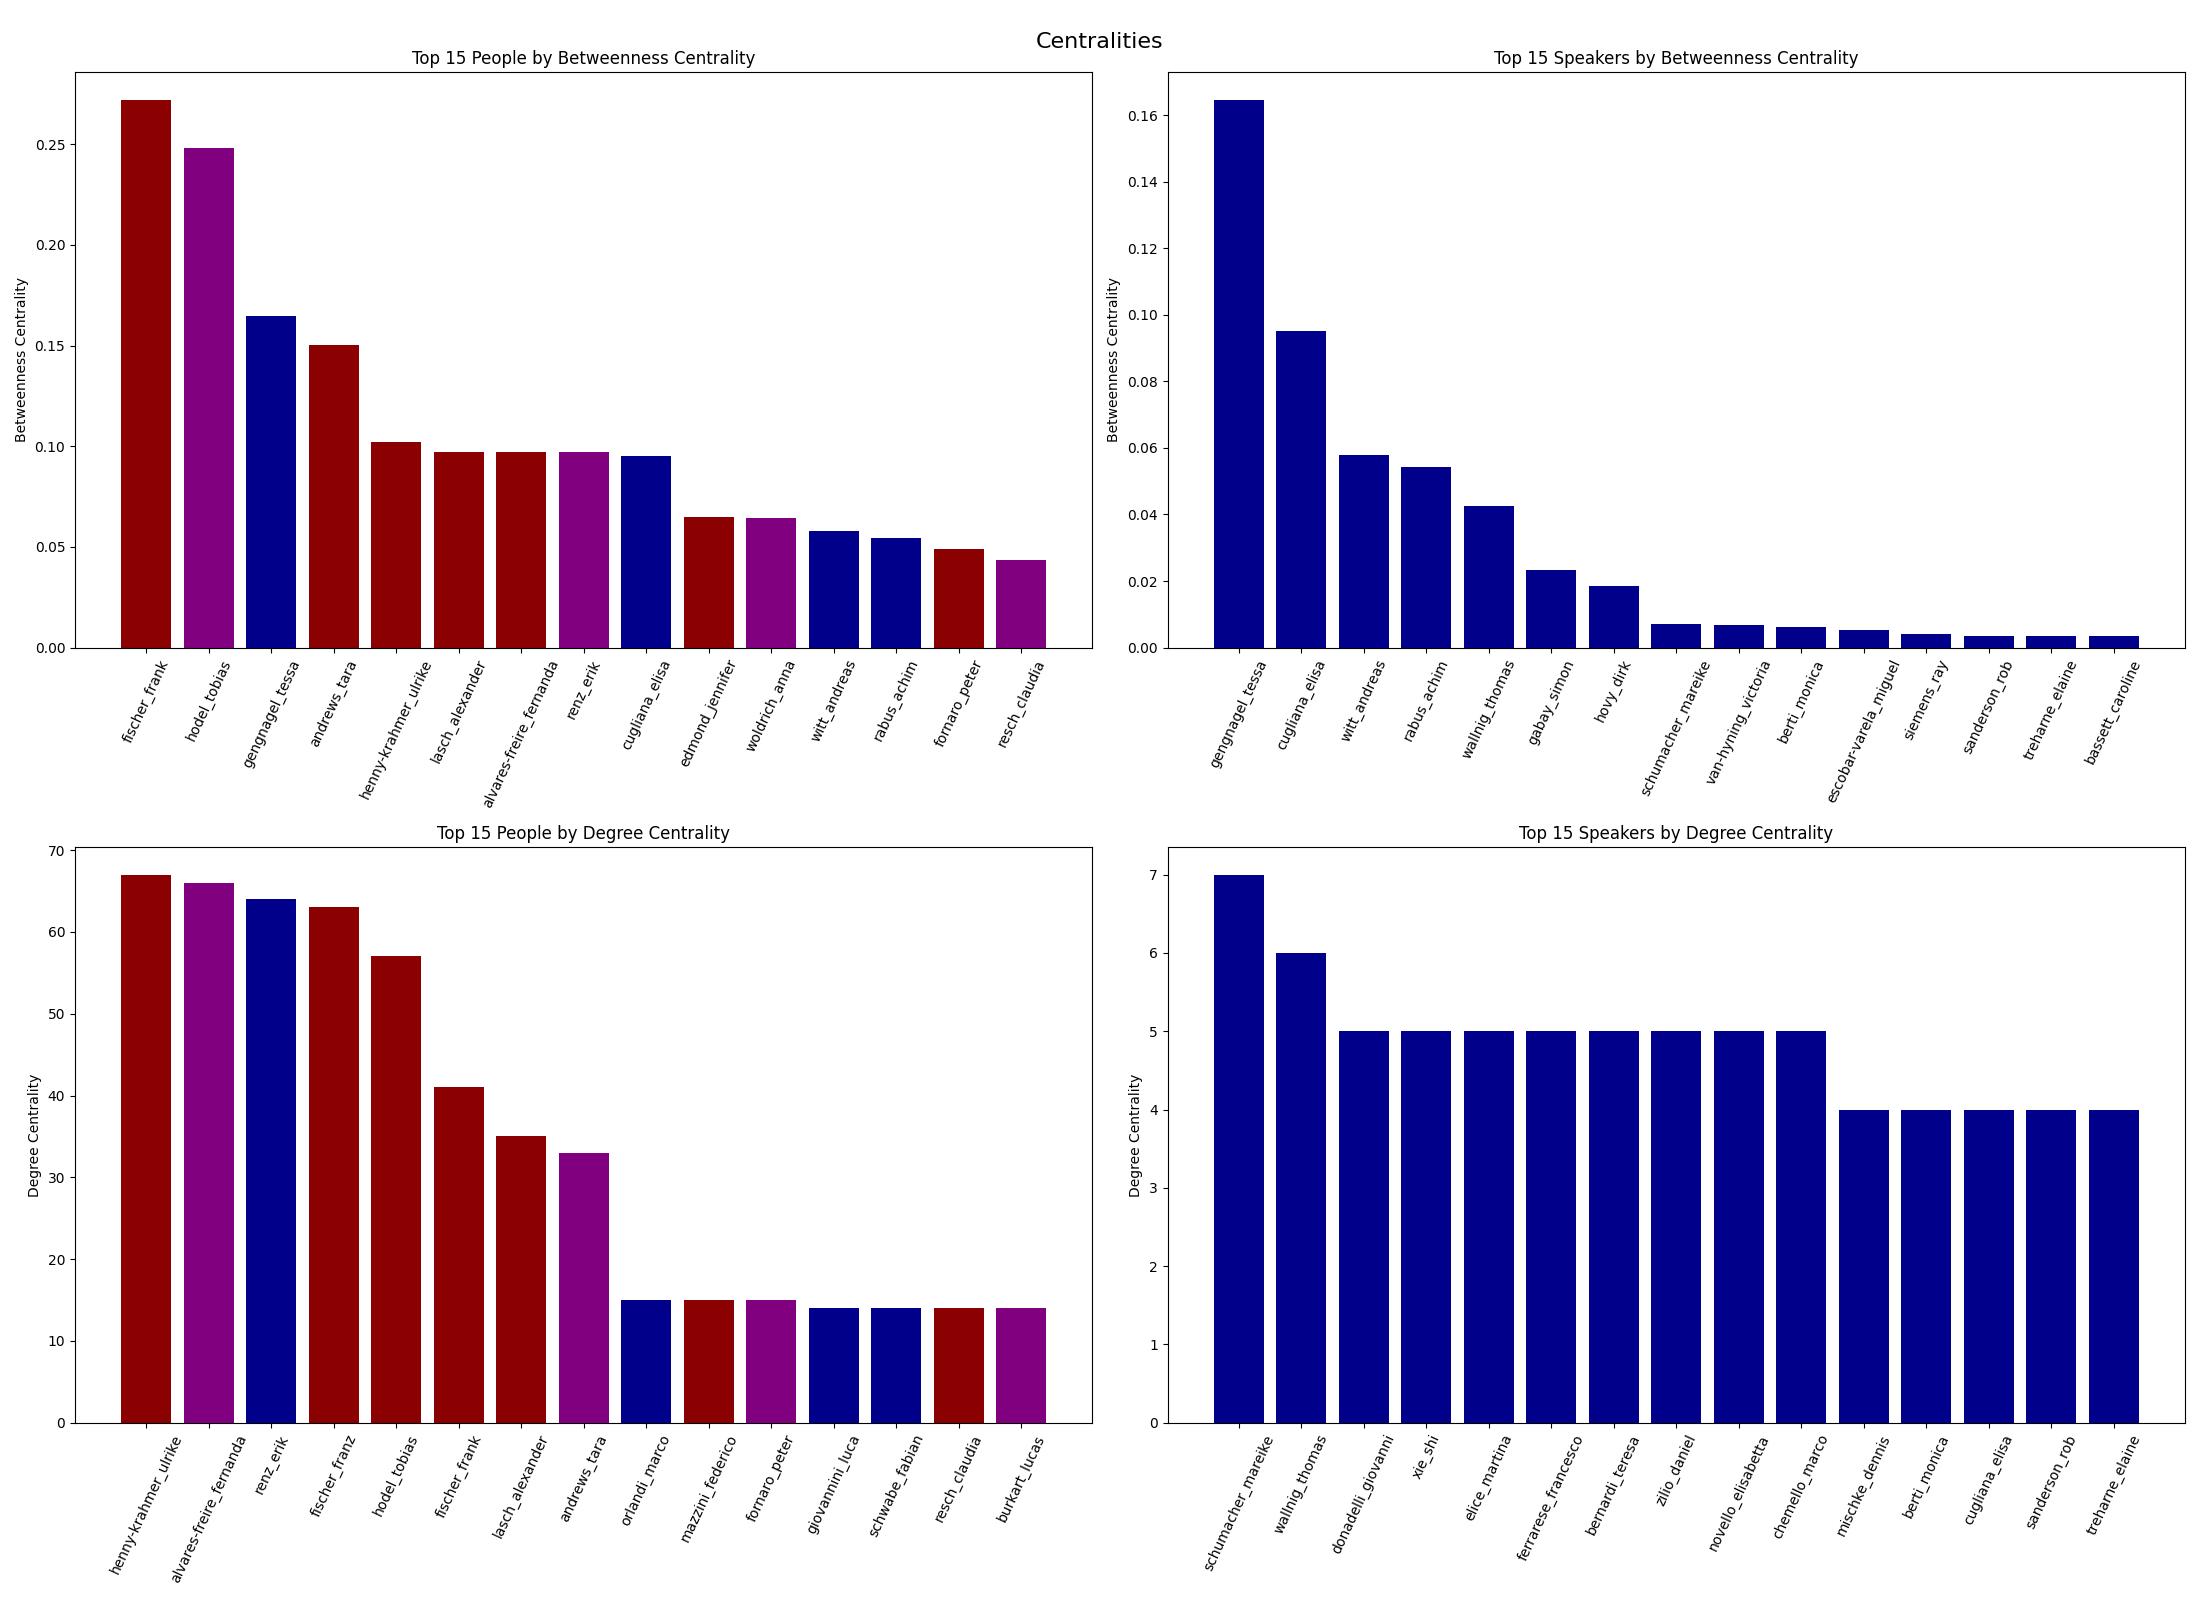 Centralities
Top 15 People by Betweenness Centrality
Betweenness Centrality
0.25
0.20
0.15
0.10
0.05
0.00
fischer_frank
hodel_tobias
gengnagel_tessa
andrews_tara
henny-krahmer_ulrike
lasch_alexander
alvares-freire_fernanda
renz_erik
cugliana_elisa
edmond_jennifer
woldrich_anna
witt_andreas
rabus_achim
fornaro_peter
resch_claudia
Top 15 Speakers by Betweenness Centrality
Betweenness Centrality
0.16
0.14
0.12
0.10
0.08
0.06
0.04
0.02
0.00
gengnagel_tessa
cugliana_elisa
witt_andreas
rabus_achim
wallnig_thomas
gabay_simon
hovy_dirk
schumacher_mareike
van-hyning_victoria
berti_monica
escobar-varela_miguel
siemens_ray
sanderson_rob
treharne_elaine
bassett_caroline
Top 15 People by Degree Centrality
Degree Centrality
70
60
50
40
30
20
10
0
henny-krahmer_ulrike
alvares-freire_fernanda
renz_erik
fischer_franz
hodel_tobias
fischer_frank
lasch_alexander
andrews_tara
orlandi_marco
mazzini_federico
fornaro_peter
giovannini_luca
schwabe_fabian
resch_claudia
burkart_lucas
Top 15 Speakers by Degree Centrality
Degree Centrality
7
6
5
4
3
2
1
0
schumacher_mareike
wallnig_thomas
donadelli_giovanni
xie_shi
elice_martina
ferrarese_francesco
bernardi_teresa
zilio_daniel
novello_elisabetta
chemello_marco
mischke_dennis
berti_monica
cugliana_elisa
sanderson_rob
treharne_elaine